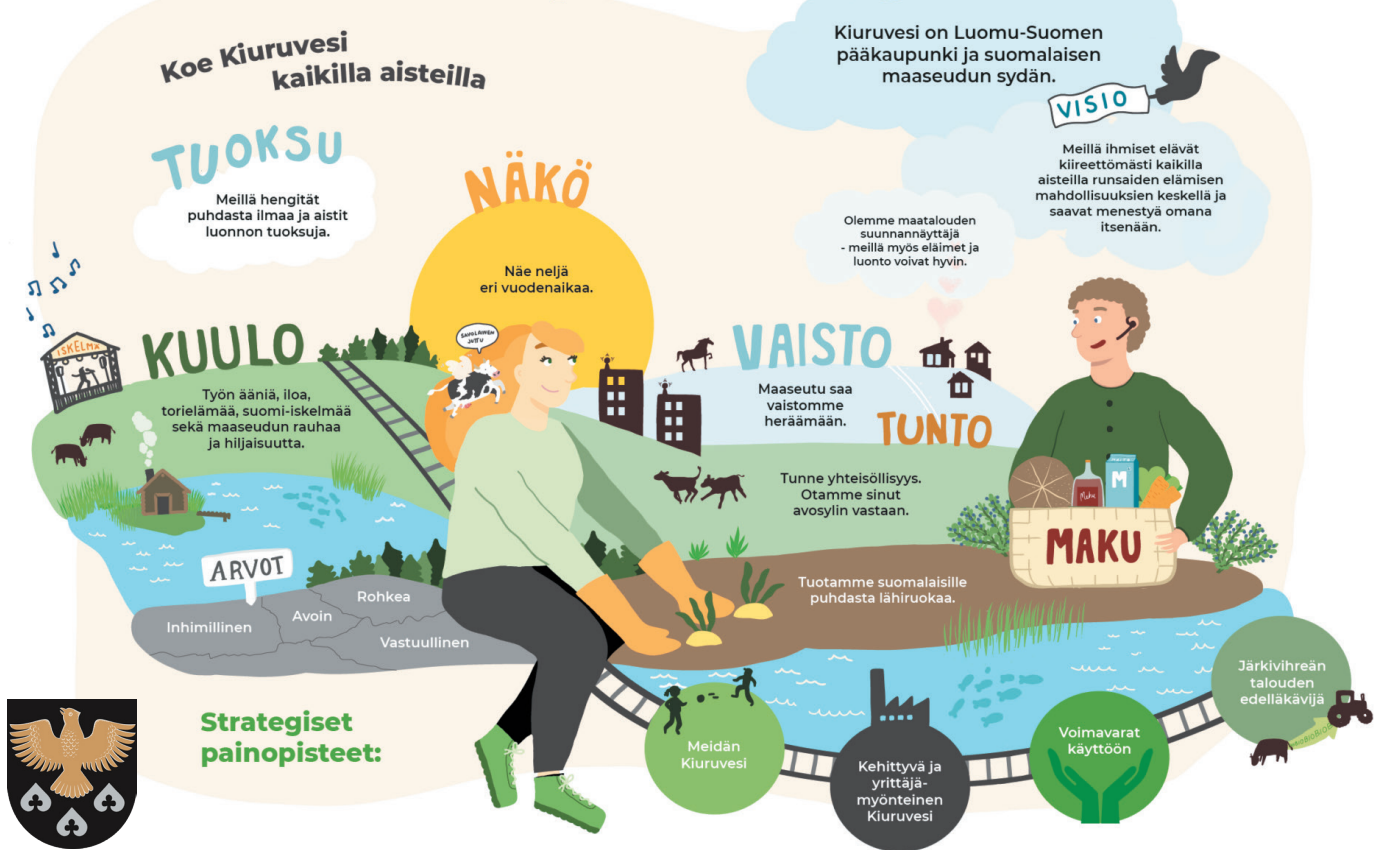 Koe Kiuruvesi
kaikilla aisteilla
TUOKSU
Meillä hengität
puhdasta ilmaa ja aistit
luonnon tuoksuja.
NÄKÖ
Näe neljä
eri vuodenaikaa.
Kiuruvesi on Luomu-Suomen
pääkaupunki ja suomalaisen
maaseudun sydän.
VISIO
Meillä ihmiset elävät
kiireettömästi kaikilla
aisteilla runsaiden elämisen
mahdollisuuksien keskellä ja
saavat menestyä omana
itsenään.
Olemme maatalouden
suunnannäyttäjä
- meillä myös eläimet ja
luonto voivat hyvin.
ISKELMÄ
KUULO
Työn ääniä, iloa,
torielämää, suomi-iskelmää
sekä maaseudun rauhaa
ja hiljaisuutta.
SAVOLAINEN
JUTTU
VAISTO
Maaseutu saa
vaistomme
heräämään.
TUNTO
Tunne yhteisöllisyys.
Otamme sinut
avosylin vastaan.
M
MAKU
Tuotamme suomalaisille
puhdasta lähiruokaa.
ARVOT
Inhimillinen
Avoin
Rohkea
Vastuullinen
Strategiset
painopisteet:
Meidän
Kiuruvesi
Kehittyvä ja
yrittäjä-
myönteinen
Kiuruvesi
Voimavarat
käyttöön
Järkivihreän
talouden
edelläkävijä